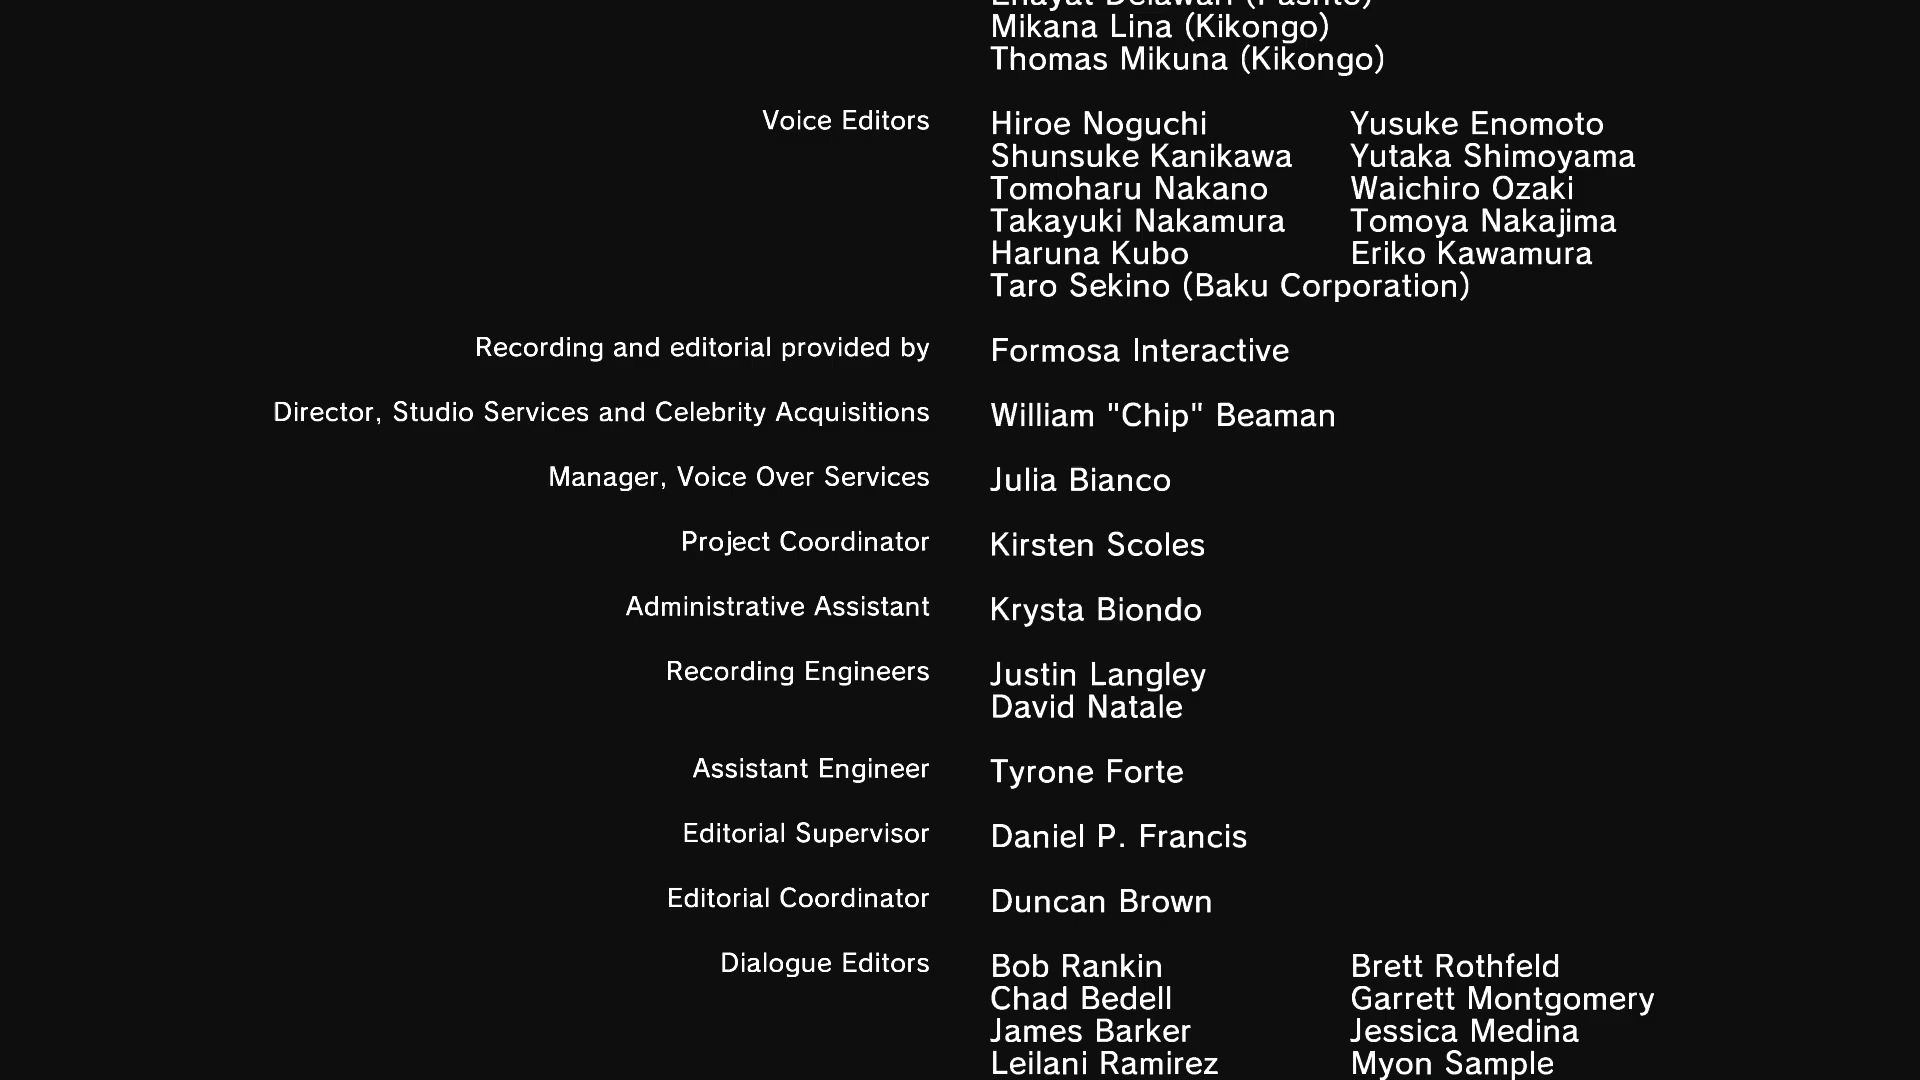 Enayat Delawari (Pashto)
Mikana Lina (Kikongo)
Thomas Mikuna (Kikongo)
Voice Editors Hiroe Noguchi Yusuke Enomoto
Shunsuke Kanikawa Yutaka Shimoyama
Tomoharu Nakano Waichiro Ozaki
Takayuki Nakamura Tomoya Nakajima
Haruna Kubo Eriko Kawamura
Taro Sekino (Baku Corporation)
Recording and editorial provided by Formosa Interactive
Director, Studio Services and Celebrity Acquisitions William "Chip" Beaman
Manager, Voice Over Services Julia Bianco
Project Coordinator Kirsten Scoles
Administrative Assistant Krysta Biondo
Recording Engineers Justin Langley
David Natale
Assistant Engineer Tyrone Forte
Editorial Supervisor Daniel P. Francis
Editorial Coordinator Duncan Brown
Dialogue Editors Bob Rankin Brett Rothfeld
Chad Bedell Garrett Montgomery
James Barker Jessica Medina
Leilani Ramirez Myon Sample